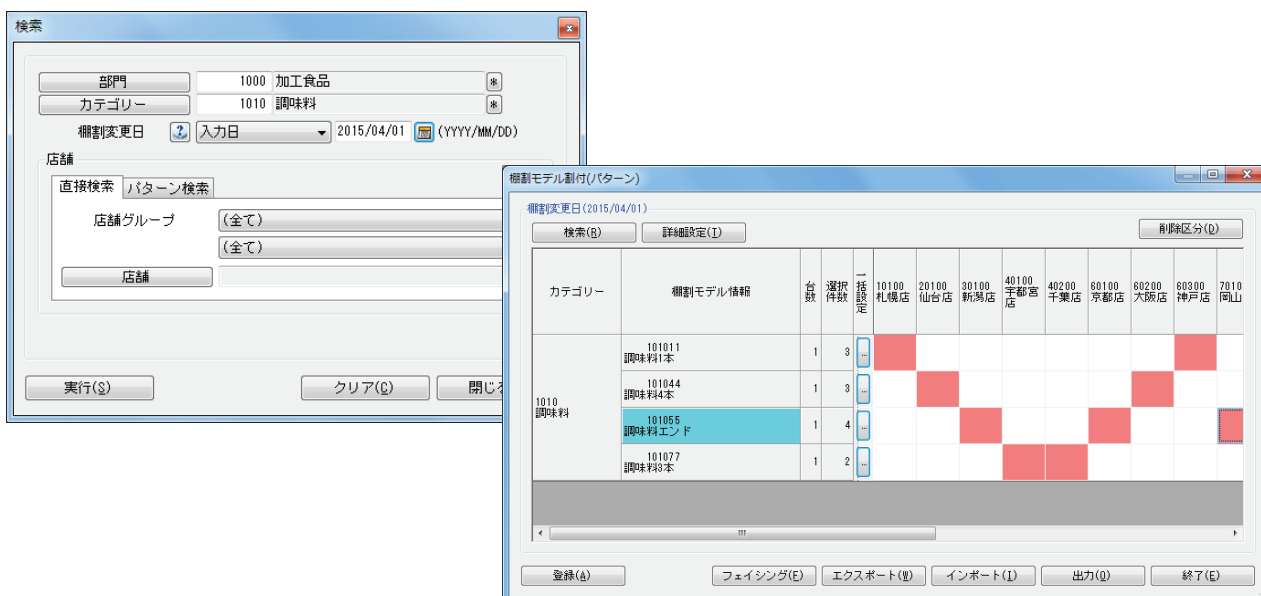 検索
部門 1000 加工食品 *
カテゴリー 1010 調味料 *
棚割変更日 ? 入力日 2015/04/01 (YYYY/MM/DD)
店舗
直接検索 パターン検索
店舗グループ (全て)
(全て)
店舗
実行(S) クリア(C) 閉じ
棚割モデル割付(パターン)
棚割変更日(2015/04/01)
検索(R) 詳細設定(T) 削除区分(D)
カテゴリー 棚割モデル情報 台数 選択件数 一括設定 10100 札幌店 20100 仙台店 30100 新潟店 40100 宇都宮店 40200 千葉店 60100 京都店 60200 大阪店 60300 神戸店 7010 岡山
1010 調味料
101011 調味料1本 1 3 ...
101044 調味料4本 1 3 ...
101055 調味料エンド 1 4 ...
101077 調味料3本 1 2 ...
登録(A) フェイシング(F) エクスポート(W) インポート(I) 出力(O) 終了(E)